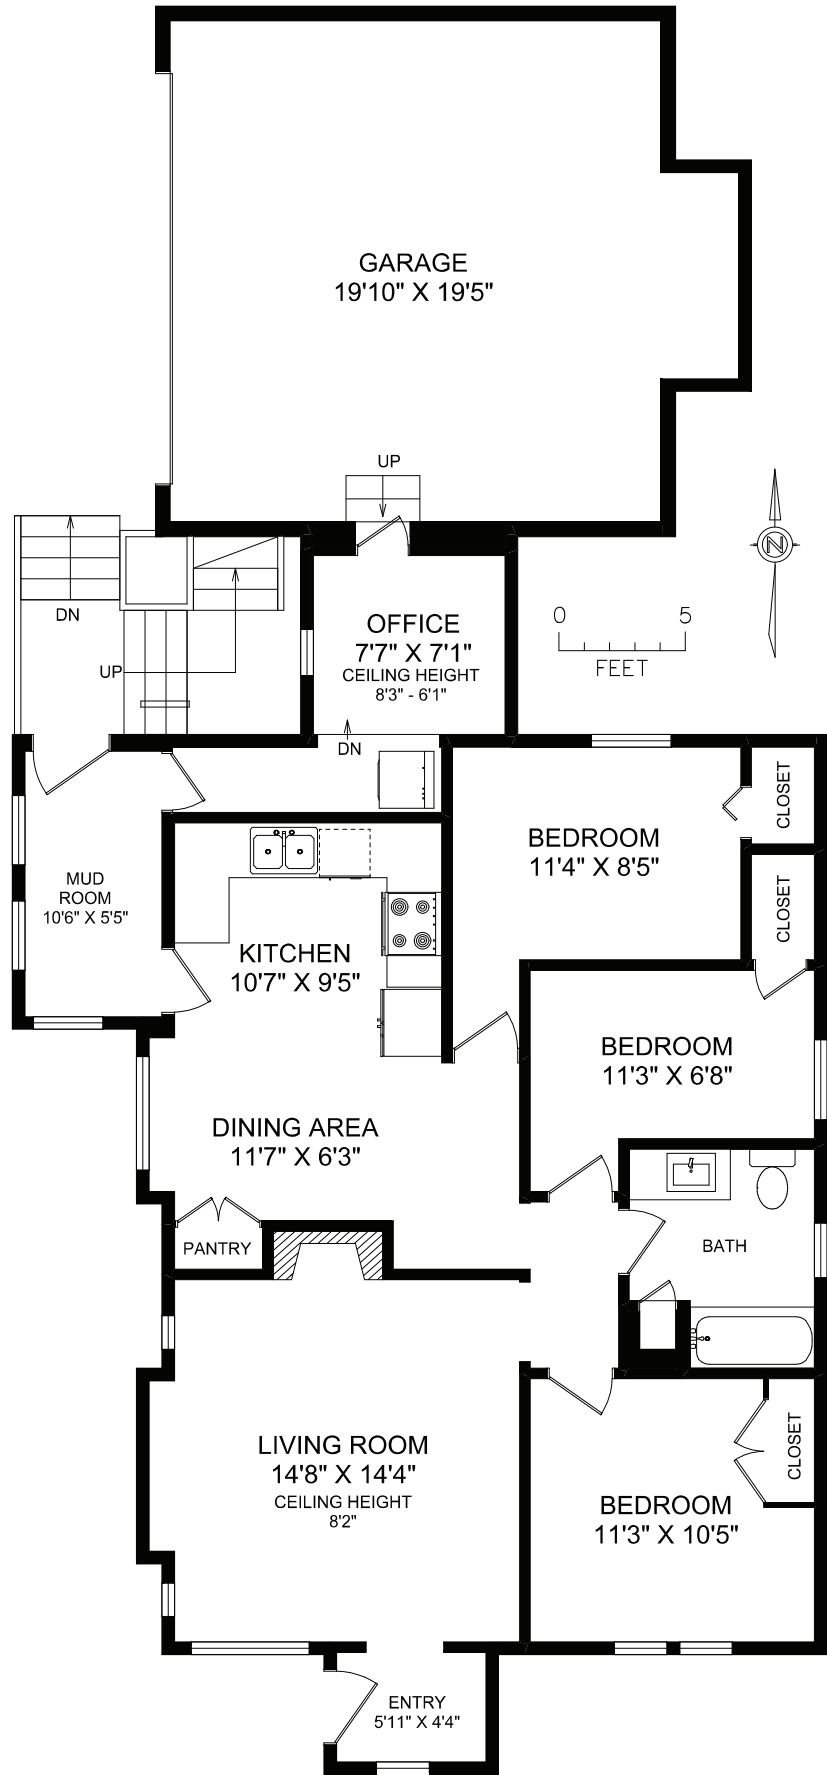 GARAGE
19'10" X 19'5"
UP
N
DN
UP
OFFICE
7'7" X 7'1"
CEILING HEIGHT
8'3" - 6'1"
0 5
FEET
DN
CLOSET
BEDROOM
11'4" X 8'5"
CLOSET
MUD
ROOM
10'6" X 5'5"
KITCHEN
10'7" X 9'5"
BEDROOM
11'3" X 6'8"
DINING AREA
11'7" X 6'3"
PANTRY
BATH
LIVING ROOM
14'8" X 14'4"
CEILING HEIGHT
8'2"
CLOSET
BEDROOM
11'3" X 10'5"
ENTRY
5'11" X 4'4"